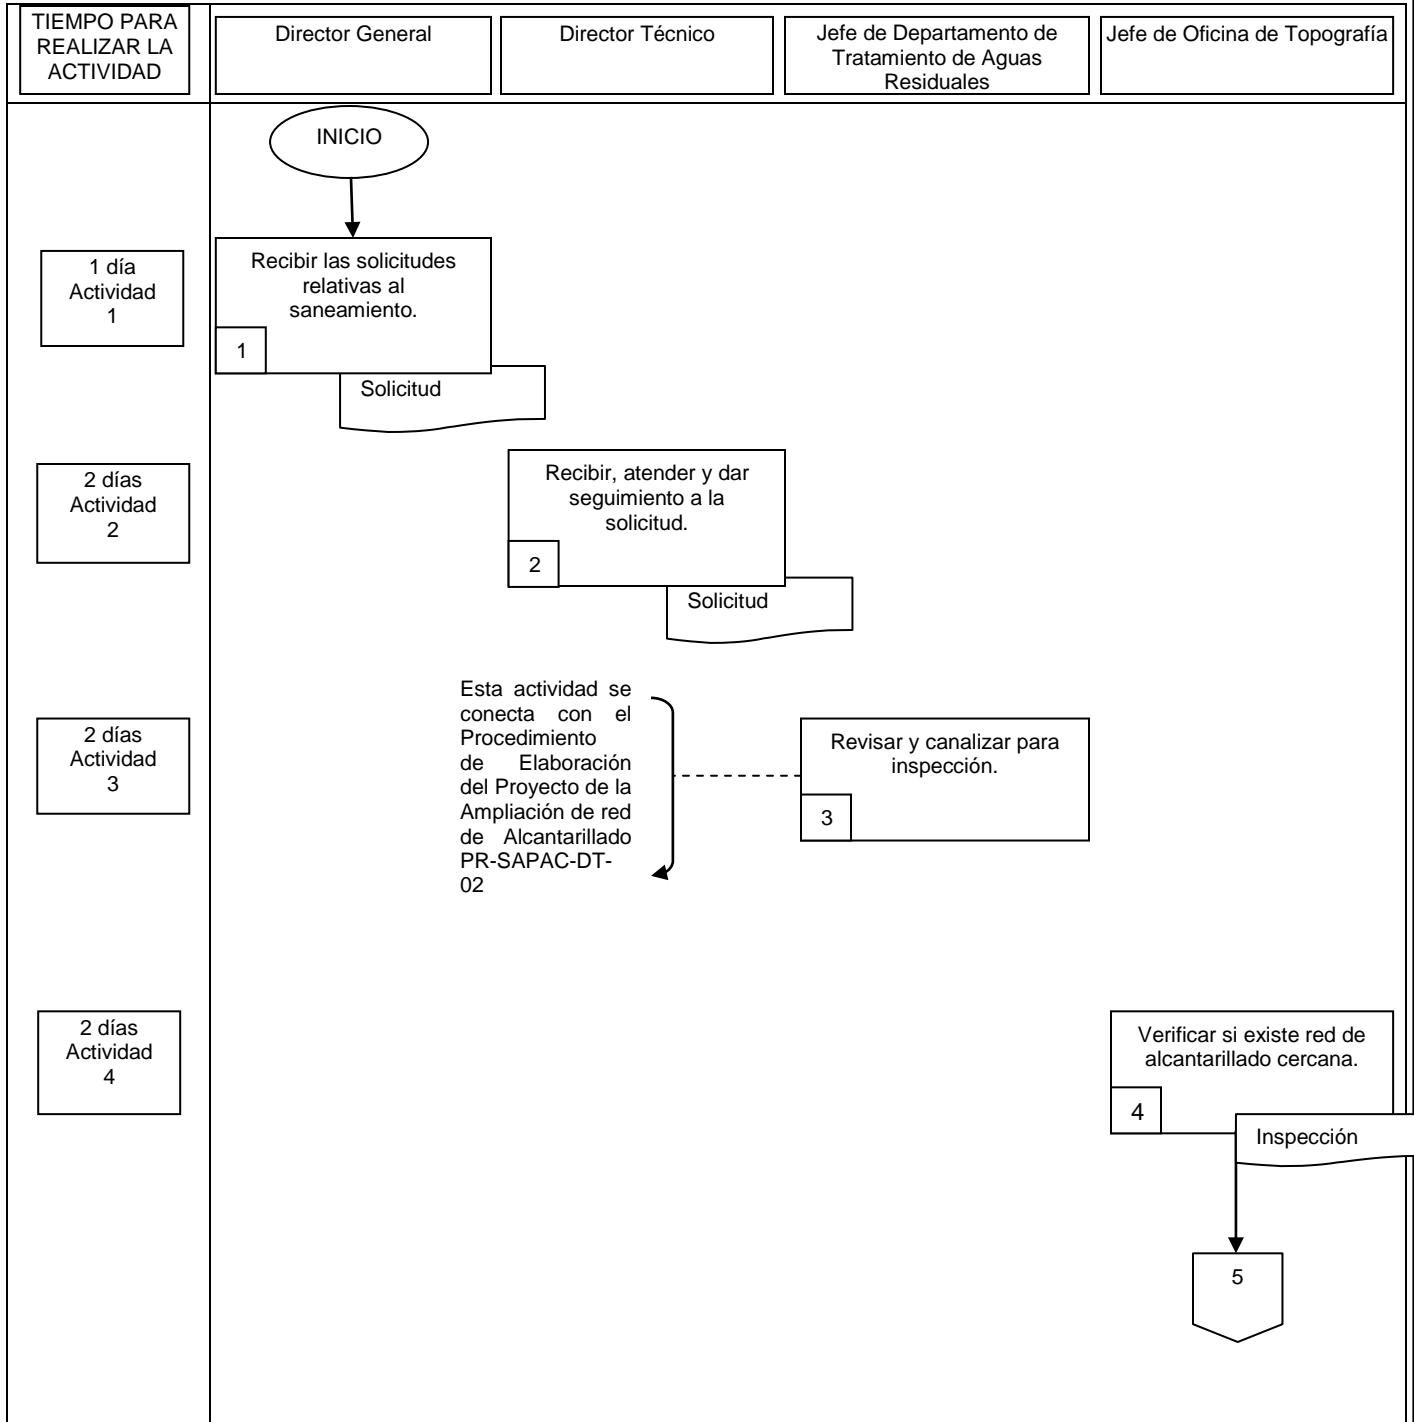 TIEMPO PARA
REALIZAR LA
ACTIVIDAD
Director General
Director Técnico
Jefe de Departamento de
Tratamiento de Aguas
Residuales
Jefe de Oficina de Topografía
INICIO
1 día
Actividad
1
Recibir las solicitudes
relativas al
saneamiento.
1
Solicitud
2 días
Actividad
2
Recibir, atender y dar
seguimiento a la
solicitud.
2
Solicitud
2 días
Actividad
3
Esta actividad se
conecta con el
Procedimiento
de Elaboración
del Proyecto de la
Ampliación de red
de Alcantarillado
PR-SAPAC-DT-
02
Revisar y canalizar para
inspección.
3
2 días
Actividad
4
Verificar si existe red de
alcantarillado cercana.
4
Inspección
5